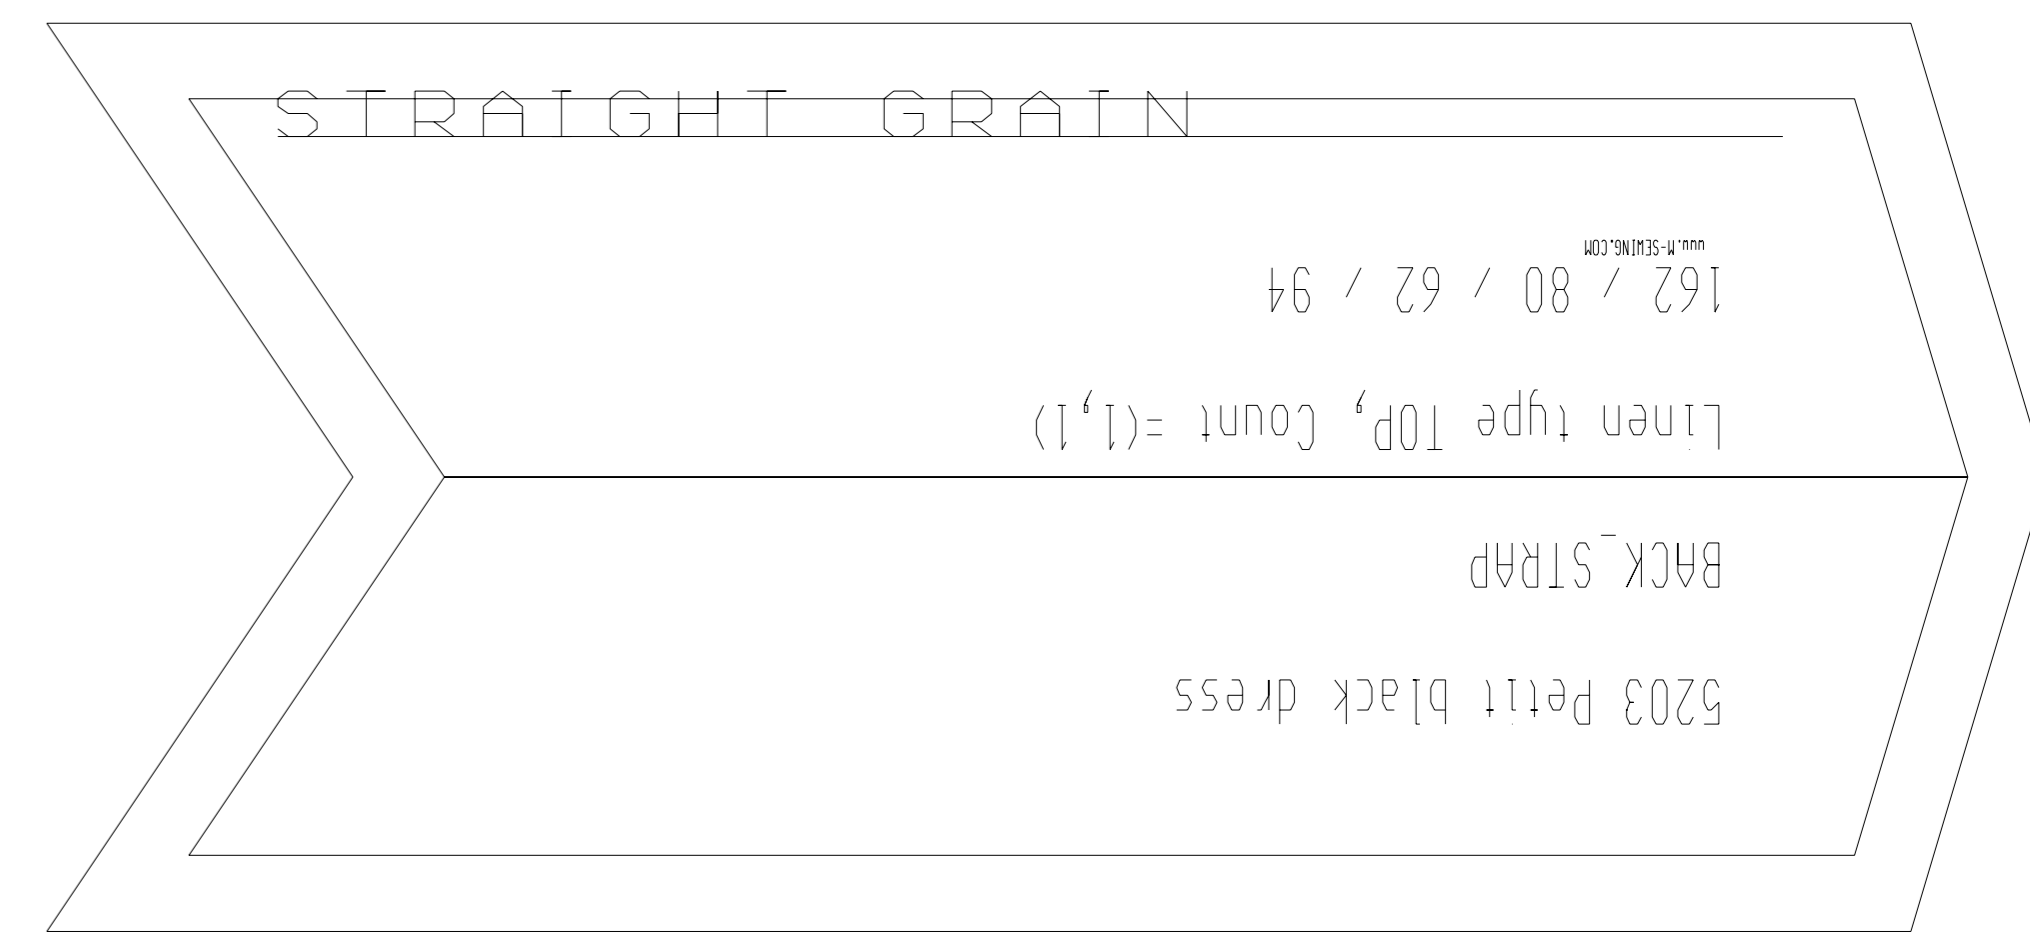 STRAIGHT GRAIN
5203 Petit black dress
BACK_STRAP
Linen type TOP, Count =(1,1)
162 / 80 / 62 / 94
www.M-SEWING.COM